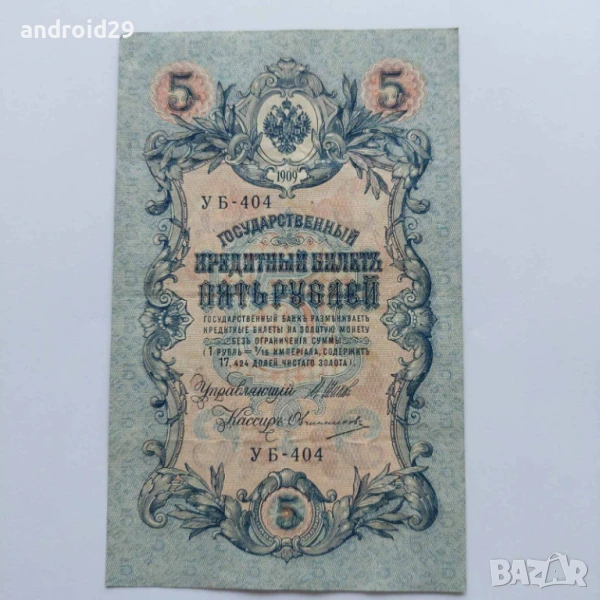 android29
5 5
1909
УБ-404
ГОСУДАРСТВЕННЫЙ
КРЕДИТНЫЙ БИЛЕТЪ
ПЯТЬ РУБЛЕЙ
ГОСУДАРСТВЕННЫЙ БАНКЪ РАЗМѢНИВАЕТЪ
КРЕДИТНЫЕ БИЛЕТЫ НА ЗОЛОТУЮ МОНЕТУ
БЕЗЪ ОГРАНИЧЕНІЯ СУММЫ
(1 РУБЛЬ = 1/15 ИМПЕРІАЛА, СОДЕРЖИТЪ
17,424 ДОЛЕЙ ЧИСТАГО ЗОЛОТА).
Управляющій
Кассиръ Овчинников
УБ-404
5
BAZAR